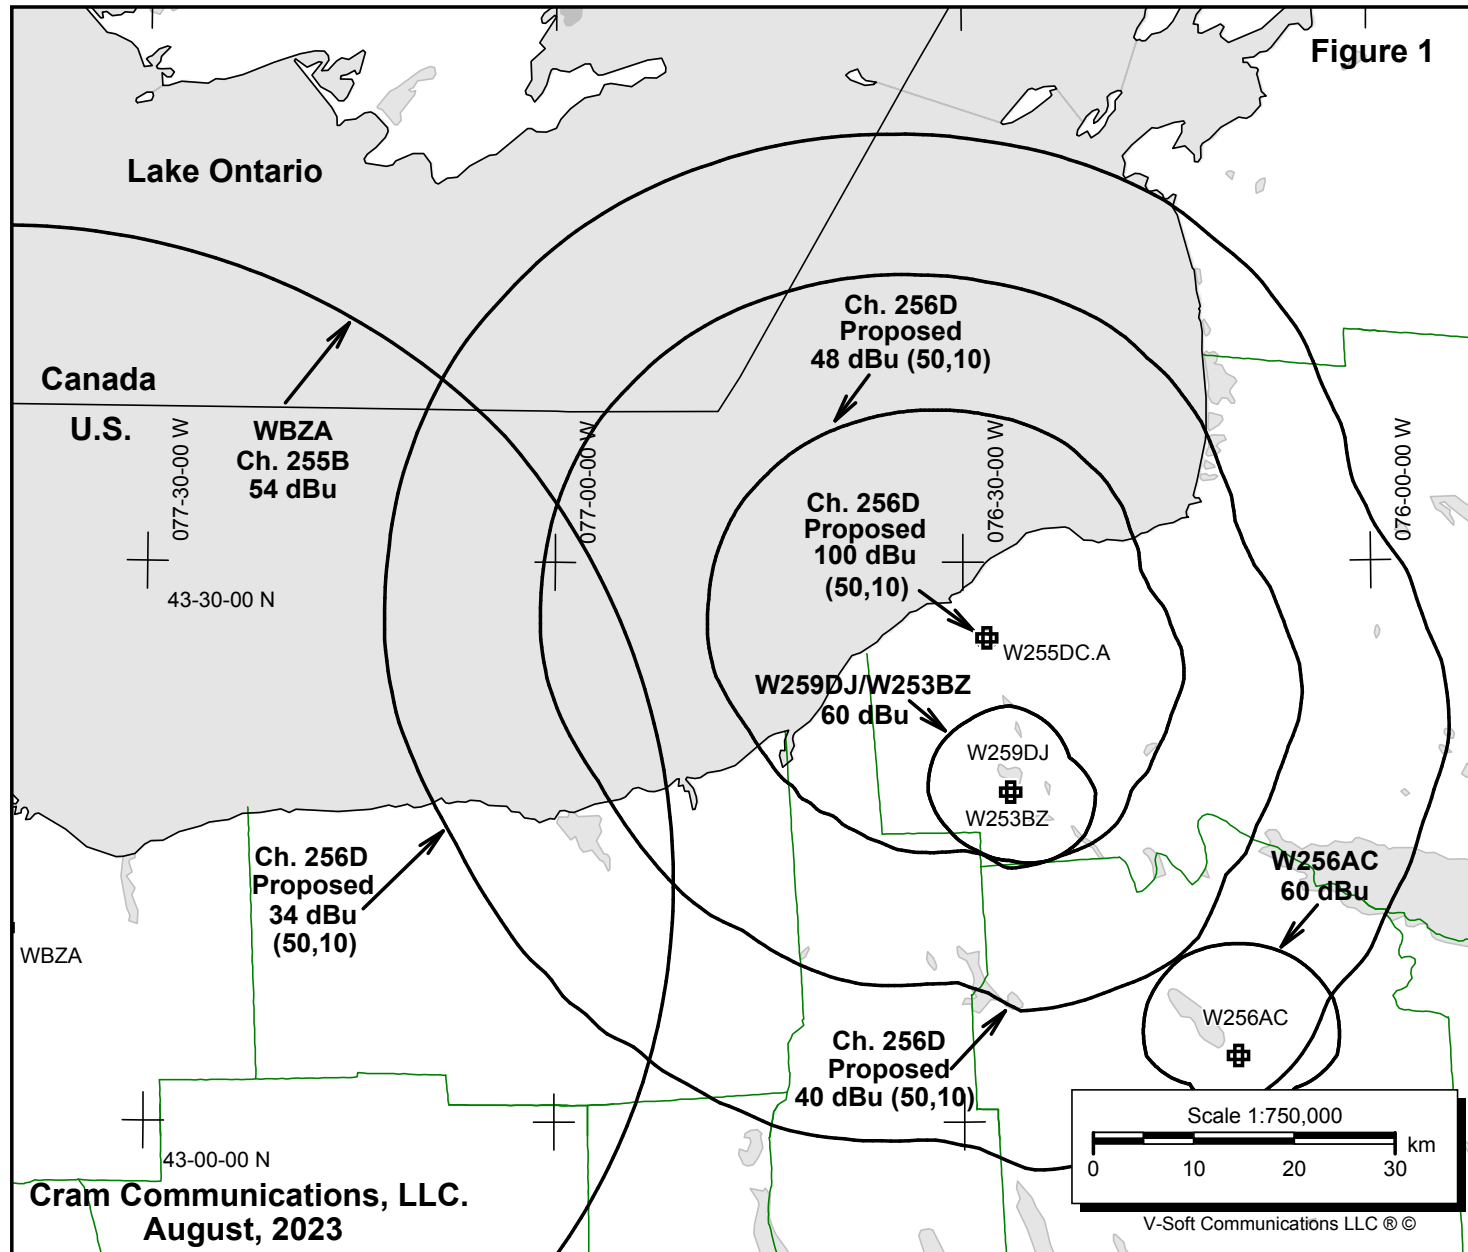 Figure 1
Lake Ontario
Ch. 256D
Proposed
48 dBu (50,10)
Canada
U.S.
WBZA
Ch. 255B
54 dBu
077-30-00 W
077-00-00 W
076-30-00 W
076-00-00 W
Ch. 256D
Proposed
100 dBu
(50,10)
43-30-00 N
W255DC.A
W259DJ/W253BZ
60 dBu
W259DJ
W253BZ
Ch. 256D
Proposed
34 dBu
(50,10)
W256AC
60 dBu
WBZA
W256AC
Ch. 256D
Proposed
40 dBu (50,10)
43-00-00 N
Scale 1:750,000
km
0 10 20 30
Cram Communications, LLC.
August, 2023
V-Soft Communications LLC ® ©